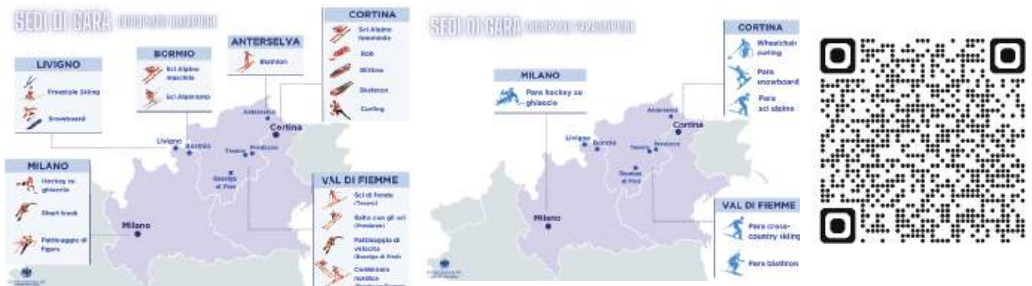 SEDI DI GARA
LIVIGNO
Freestyle Skiing
Snowboard
BORMIO
Sci Alpino
maschile
Sci Alpinismo
ANTERSELVA
Biathlon
CORTINA
Sci Alpino
femminile
Bob
Slittino
Skeleton
Curling
Anterselva
Cortina
Livigno
Bormio
Tesero
Predazzo
Baselga
di Piné
Milano
MILANO
Hockey su
ghiaccio
Short track
Pattinaggio di
figura
VAL DI FIEMME
Sci di fondo
(Tesero)
Salto con gli sci
(Predazzo)
Pattinaggio di
velocità
(Baselga di Piné)
Combinata
nordica
SEDI DI GARA
MILANO
Para hockey su
ghiaccio
CORTINA
Wheelchair
curling
Para
snowboard
Para
sci alpino
Anterselva
Cortina
Livigno
Bormio
Tesero
Predazzo
Baselga
di Piné
Milano
VAL DI FIEMME
Para cross-
country skiing
Para biathlon